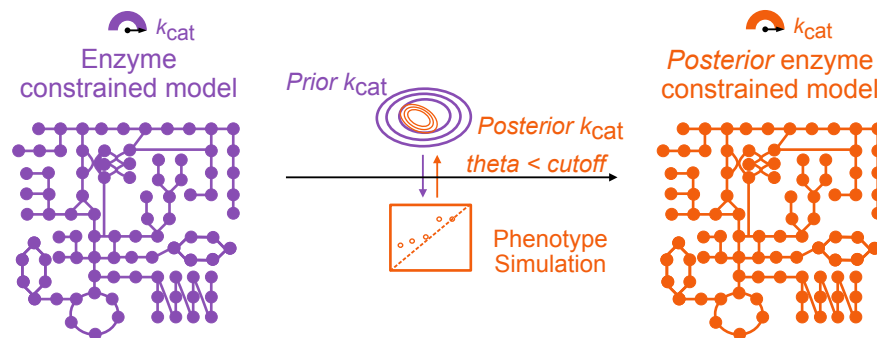 kcat
Enzyme
constrained model
Prior kcat
Posterior kcat
theta < cutoff
Phenotype
Simulation
kcat
Posterior enzyme
constrained model